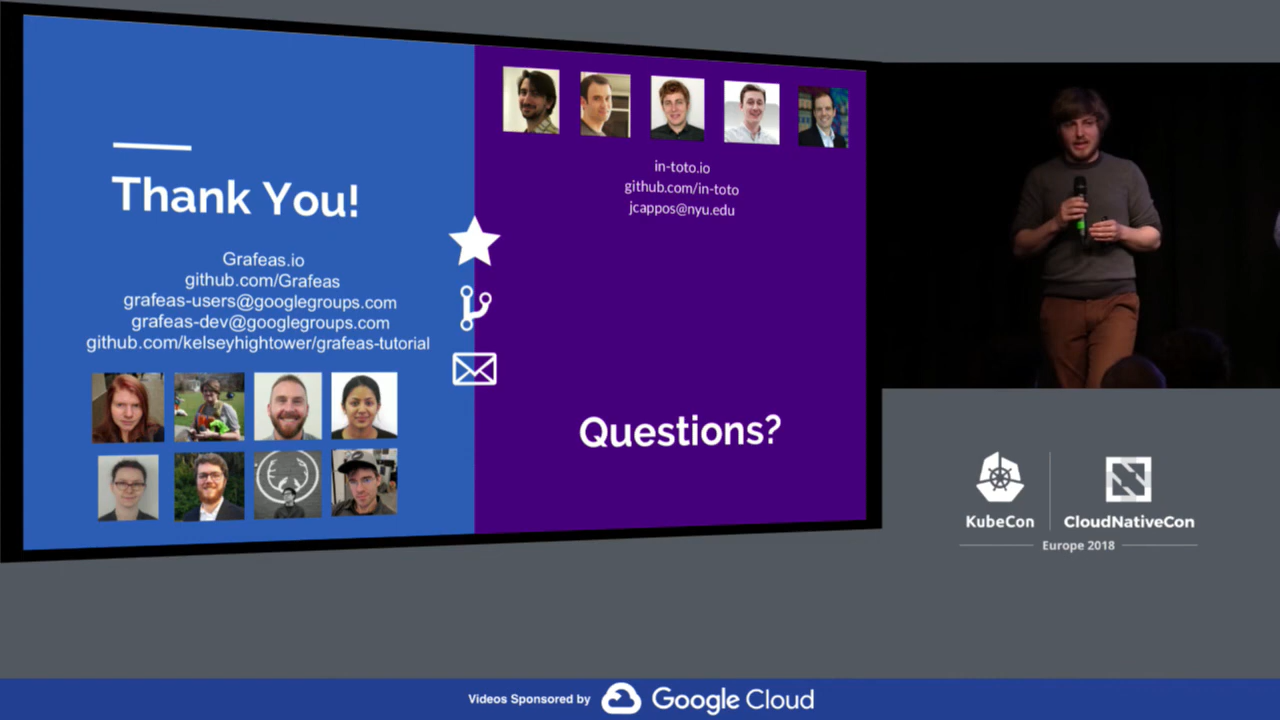 Thank You!
Grafeas.io
github.com/Grafeas
grafeas-users@googlegroups.com
grafeas-dev@googlegroups.com
github.com/kelseyhightower/grafeas-tutorial
in-toto.io
github.com/in-toto
jcappos@nyu.edu
Questions?
KubeCon
CloudNativeCon
Europe 2018
Videos Sponsored by Google Cloud